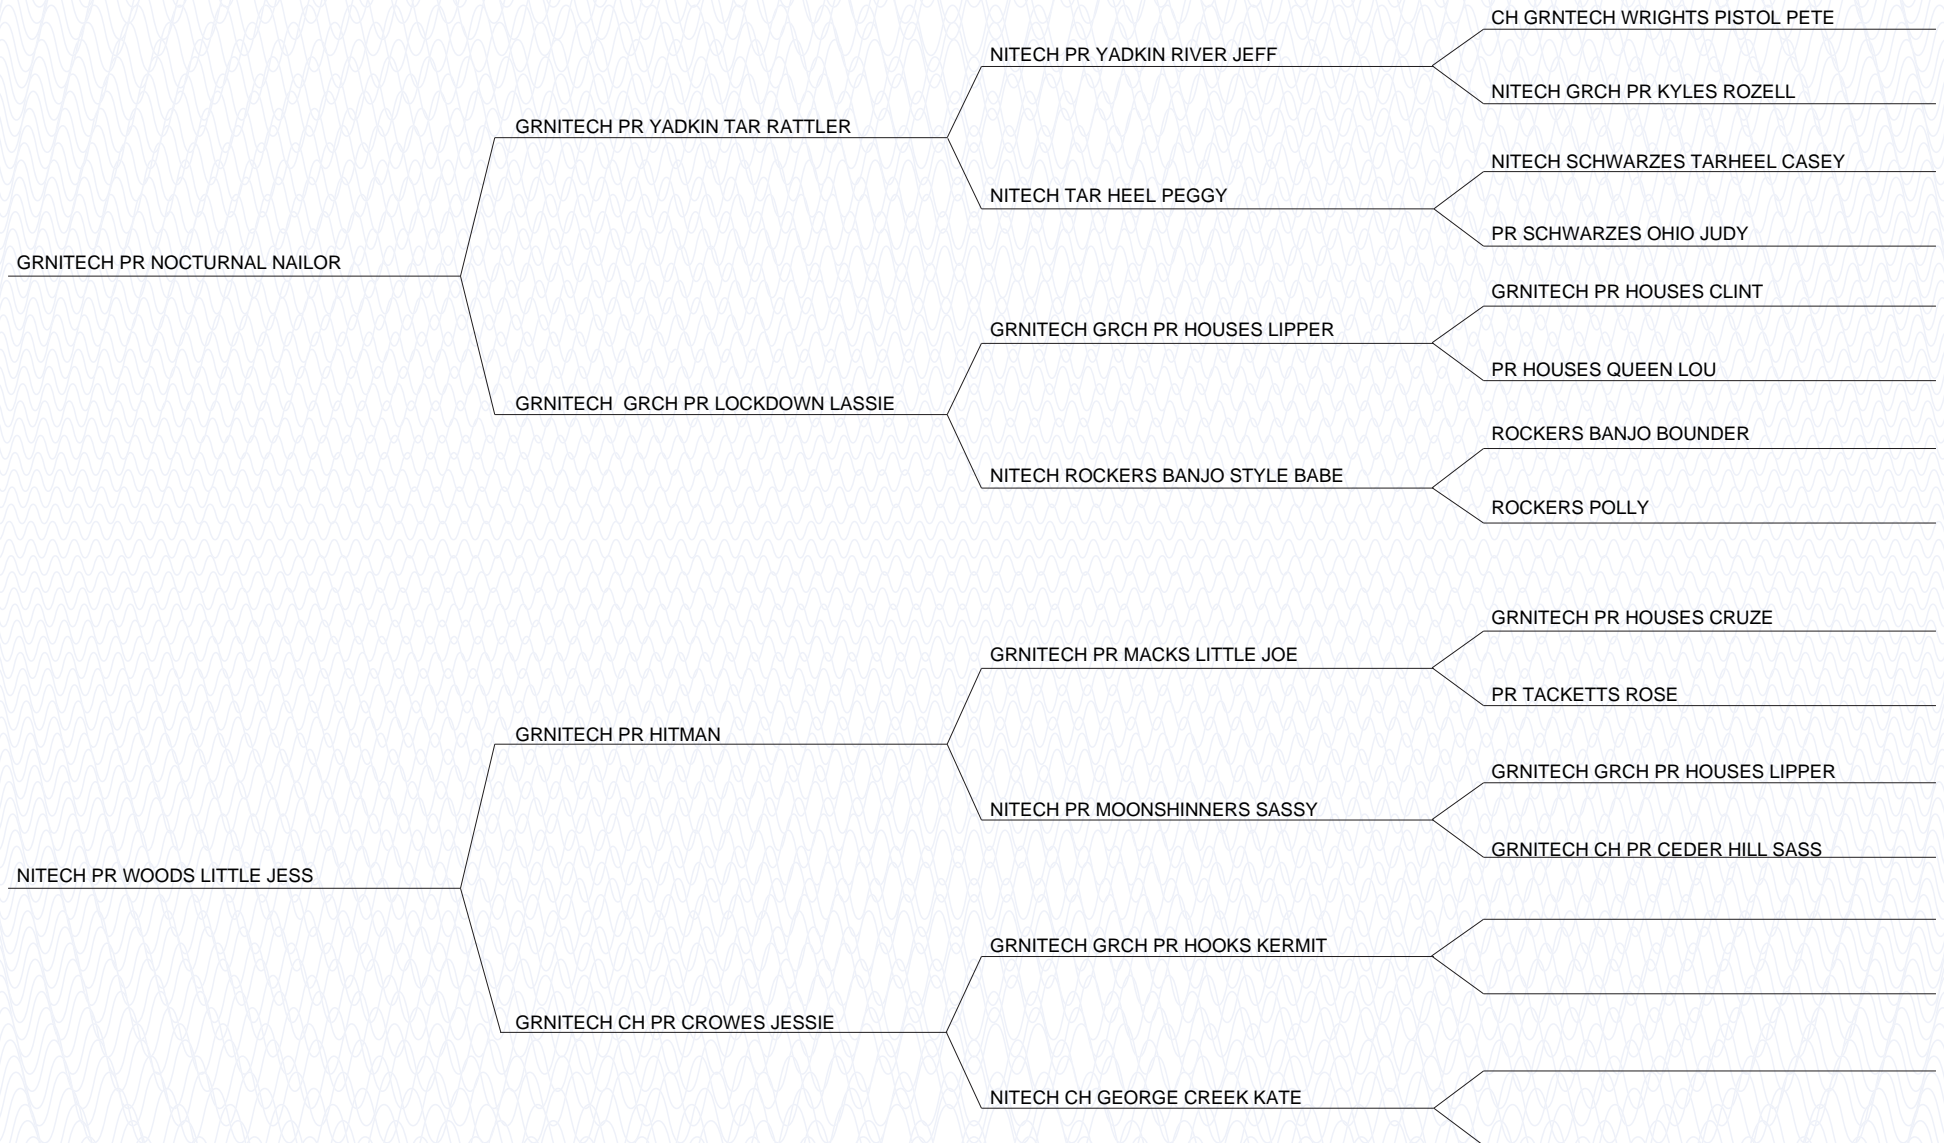 CH GRNTECH WRIGHTS PISTOL PETE
NITECH PR YADKIN RIVER JEFF
NITECH GRCH PR KYLES ROZELL
GRNITECH PR YADKIN TAR RATTLER
NITECH SCHWARZES TARHEEL CASEY
NITECH TAR HEEL PEGGY
PR SCHWARZES OHIO JUDY
GRNITECH PR NOCTURNAL NAILOR
GRNITECH PR HOUSES CLINT
GRNITECH GRCH PR HOUSES LIPPER
PR HOUSES QUEEN LOU
GRNITECH  GRCH PR LOCKDOWN LASSIE
ROCKERS BANJO BOUNDER
NITECH ROCKERS BANJO STYLE BABE
ROCKERS POLLY
GRNITECH PR HOUSES CRUZE
GRNITECH PR MACKS LITTLE JOE
PR TACKETTS ROSE
GRNITECH PR HITMAN
GRNITECH GRCH PR HOUSES LIPPER
NITECH PR MOONSHINNERS SASSY
GRNITECH CH PR CEDER HILL SASS
NITECH PR WOODS LITTLE JESS
GRNITECH GRCH PR HOOKS KERMIT
GRNITECH CH PR CROWES JESSIE
NITECH CH GEORGE CREEK KATE